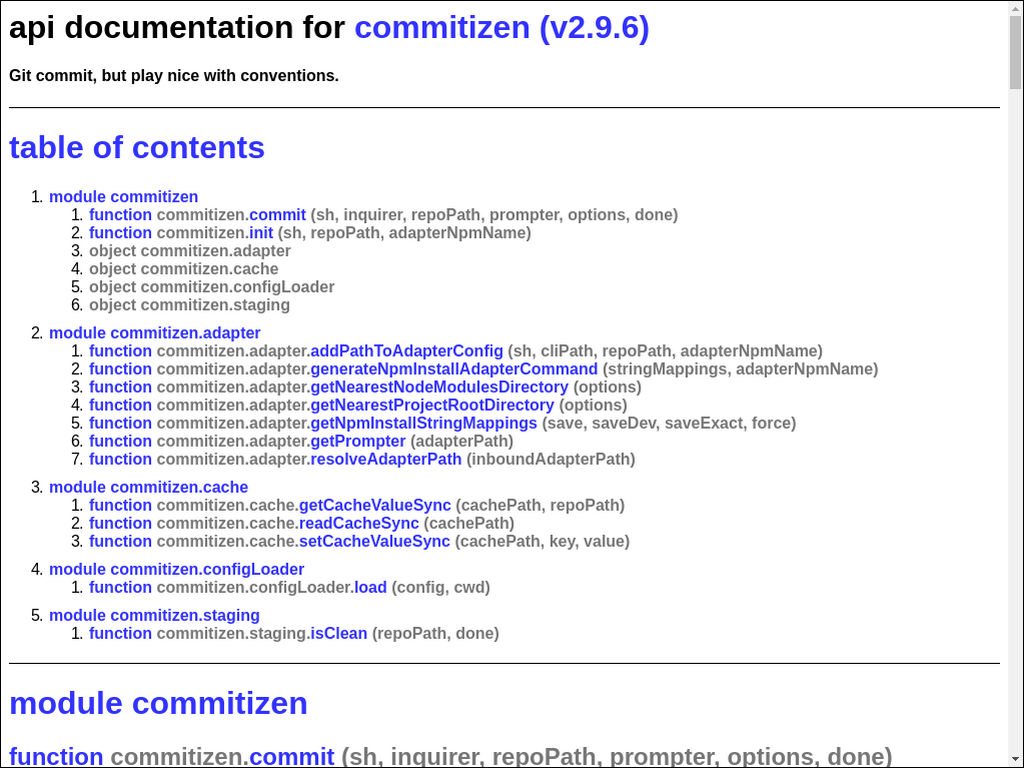 api documentation for commitizen (v2.9.6)
Git commit, but play nice with conventions.
table of contents
1. module commitizen
1. function commitizen.commit (sh, inquirer, repoPath, prompter, options, done)
2. function commitizen.init (sh, repoPath, adapterNpmName)
3. object commitizen.adapter
4. object commitizen.cache
5. object commitizen.configLoader
6. object commitizen.staging
2. module commitizen.adapter
1. function commitizen.adapter.addPathToAdapterConfig (sh, cliPath, repoPath, adapterNpmName)
2. function commitizen.adapter.generateNpmInstallAdapterCommand (stringMappings, adapterNpmName)
3. function commitizen.adapter.getNearestNodeModulesDirectory (options)
4. function commitizen.adapter.getNearestProjectRootDirectory (options)
5. function commitizen.adapter.getNpmInstallStringMappings (save, saveDev, saveExact, force)
6. function commitizen.adapter.getPrompter (adapterPath)
7. function commitizen.adapter.resolveAdapterPath (inboundAdapterPath)
3. module commitizen.cache
1. function commitizen.cache.getCacheValueSync (cachePath, repoPath)
2. function commitizen.cache.readCacheSync (cachePath)
3. function commitizen.cache.setCacheValueSync (cachePath, key, value)
4. module commitizen.configLoader
1. function commitizen.configLoader.load (config, cwd)
5. module commitizen.staging
1. function commitizen.staging.isClean (repoPath, done)
module commitizen
function commitizen.commit (sh, inquirer, repoPath, prompter, options, done)